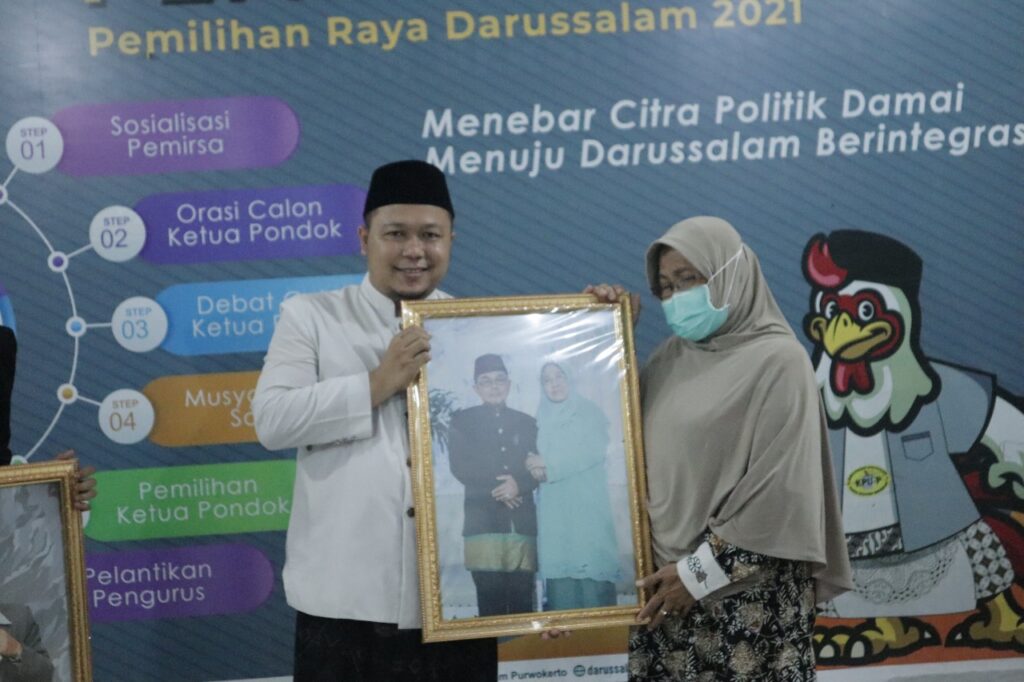 Pemilihan Raya Darussalam 2021
Menebar Citra Politik Damai
Menuju Darussalam Berintegras
STEP
01
Sosialisasi
Pemirsa
STEP
02
Orasi Calon
Ketua Pondok
STEP
03
Debat
Ketua
STEP
04
Pemilihan
Ketua Pondok
Pelantikan
Pengurus
KPU-P
m Purwokerto darussal